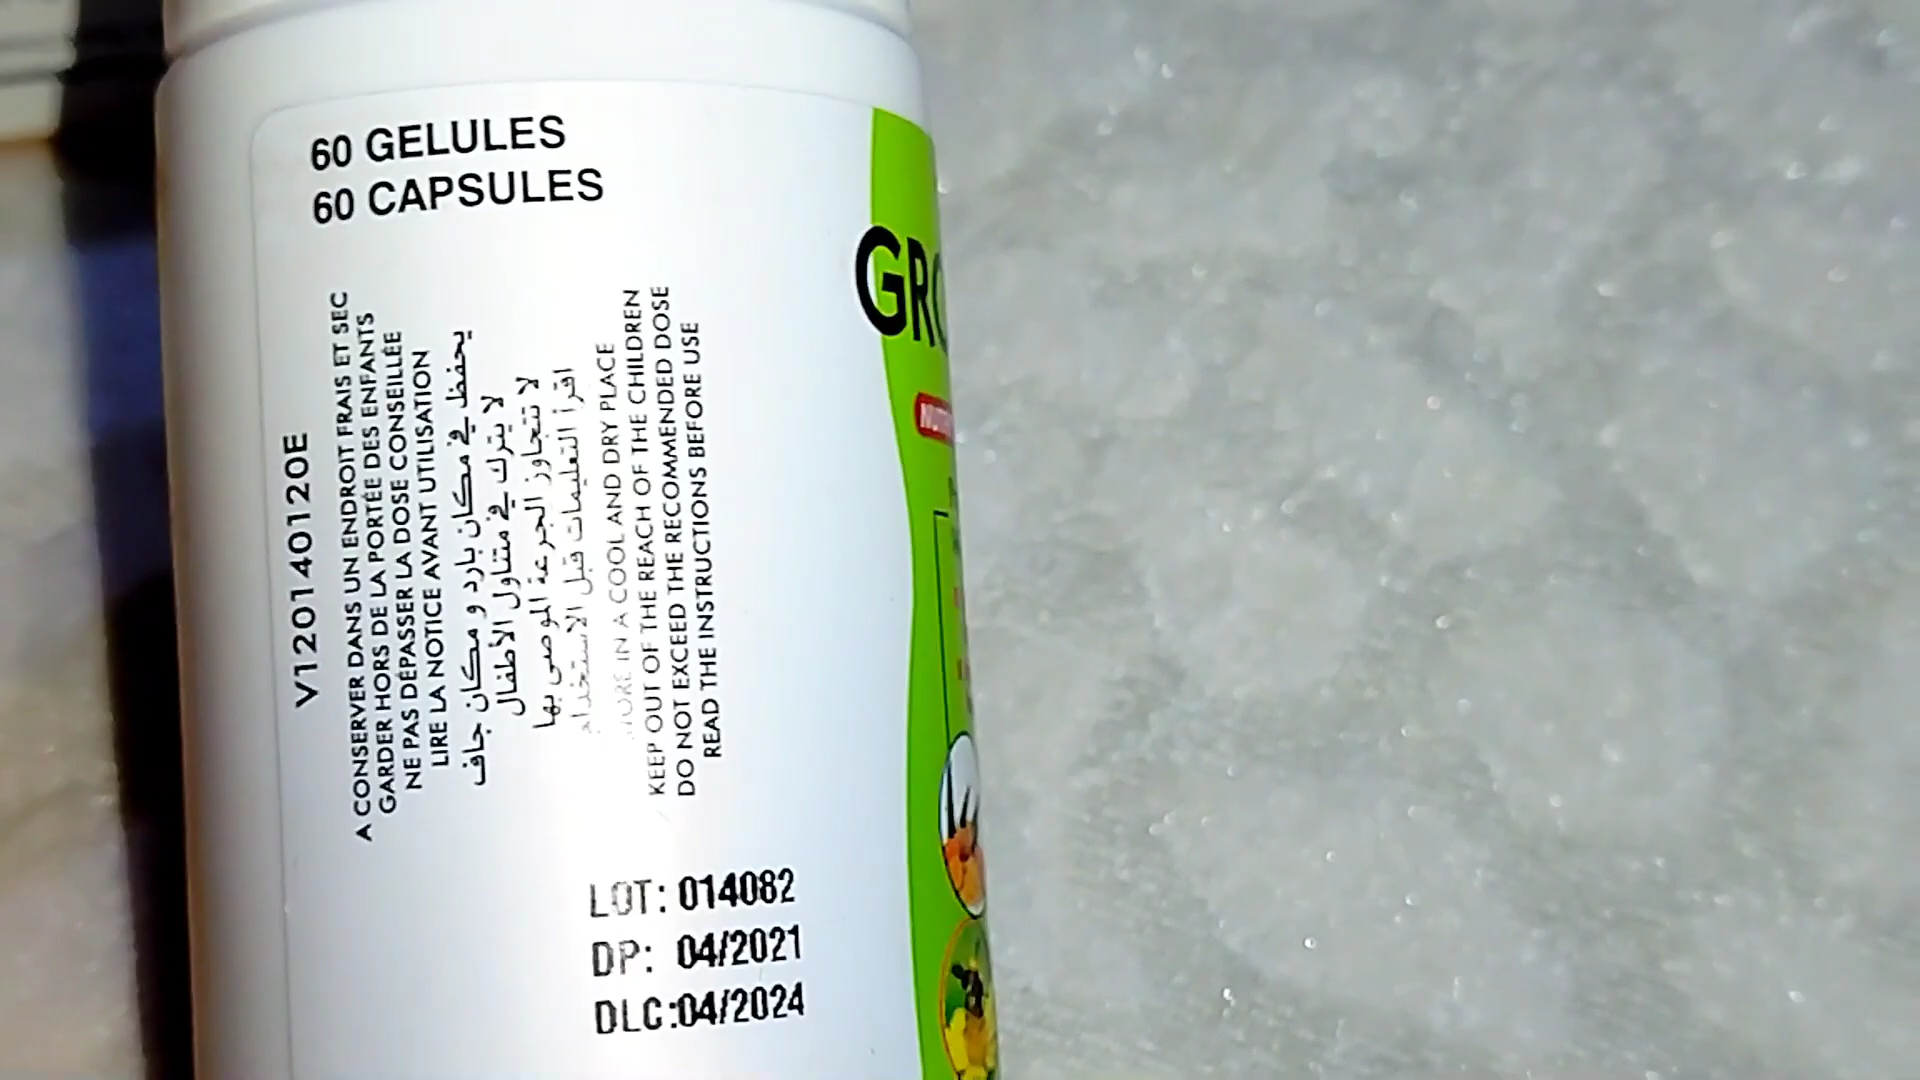 60 GELULES
60 CAPSULES
V120140120E
A CONSERVER DANS UN ENDROIT FRAIS ET SEC
GARDER HORS DE LA PORTÉE DES ENFANTS
NE PAS DÉPASSER LA DOSE CONSEILLÉE
LIRE LA NOTICE AVANT UTILISATION
يحفظ في مكان بارد و مكان جاف
لا يترك في متناول الأطفال
لا تتجاوز الجرعة الموصى بها
اقرأ التعليمات قبل الاستخدام
STORE IN A COOL AND DRY PLACE
KEEP OUT OF THE REACH OF THE CHILDREN
DO NOT EXCEED THE RECOMMENDED DOSE
READ THE INSTRUCTIONS BEFORE USE
LOT: 014082
DP: 04/2021
DLC:04/2024